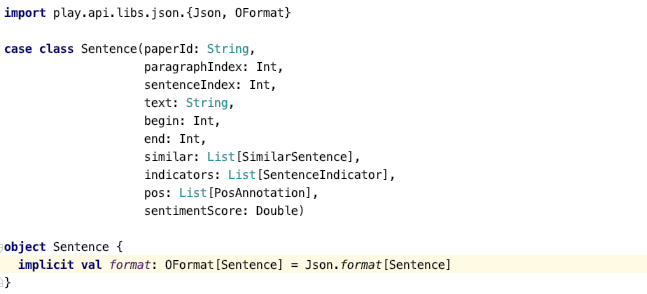 import play.api.libs.json.{Json, OFormat}
case class Sentence(paperId: String,
paragraphIndex: Int,
sentenceIndex: Int,
text: String,
begin: Int,
end: Int,
similar: List[SimilarSentence],
indicators: List[SentenceIndicator],
pos: List[PosAnnotation],
sentimentScore: Double)
object Sentence {
implicit val format: OFormat[Sentence] = Json.format[Sentence]
}